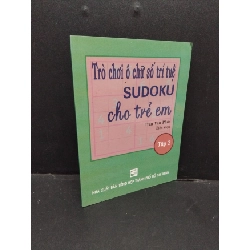 Trò chơi ô chữ số trí tuệ
SUDOKU
cho trẻ em
Tập 2